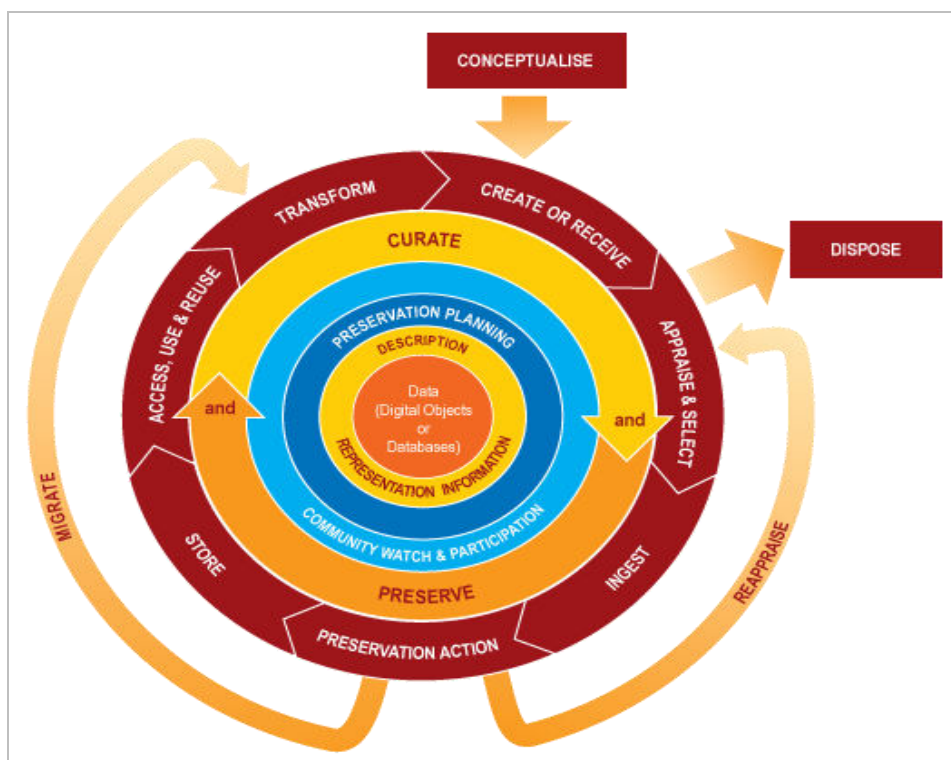 CONCEPTUALISE
CREATE OR RECEIVE
DISPOSE
APPRAISE & SELECT
INGEST
PRESERVATION ACTION
STORE
ACCESS, USE & REUSE
TRANSFORM
MIGRATE
REAPPRAISE
CURATE
and
PRESERVE
and
COMMUNITY WATCH & PARTICIPATION
PRESERVATION PLANNING
DESCRIPTION
REPRESENTATION INFORMATION
Data
(Digital Objects
or
Databases)